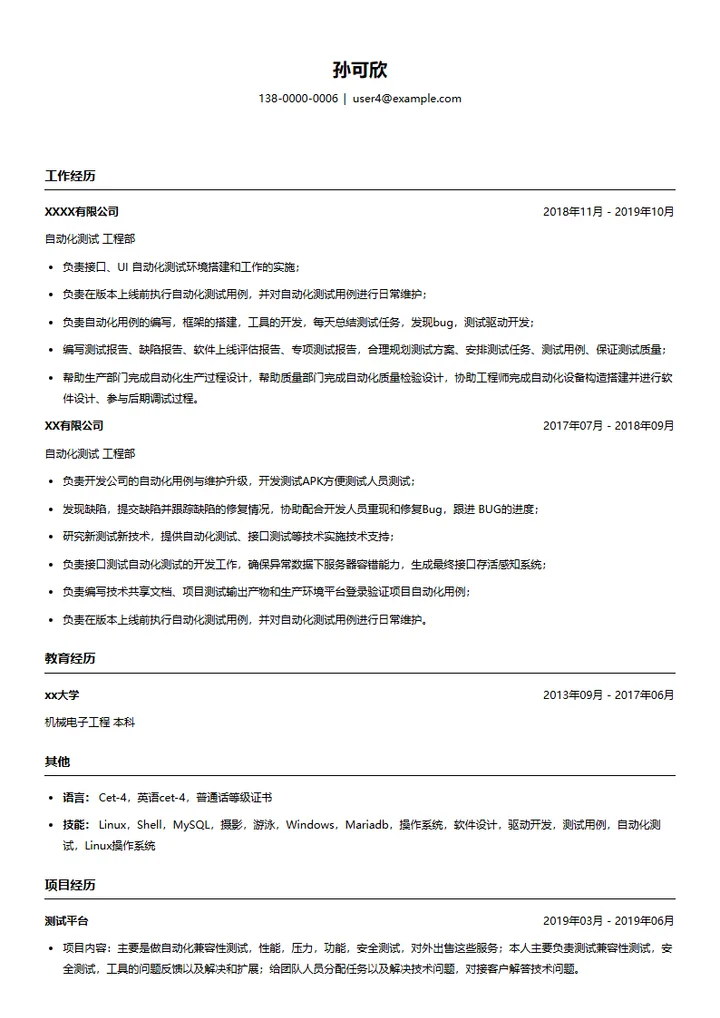 孙可欣
138-0000-0006 | user4@example.com
工作经历
XXXX有限公司 2018年11月 - 2019年10月
自动化测试 工程部
• 负责接口、UI 自动化测试环境搭建和工作的实施；
• 负责在版本上线前执行自动化测试用例，并对自动化测试用例进行日常维护；
• 负责自动化用例的编写，框架的搭建，工具的开发，每天总结测试任务，发现bug，测试驱动开发；
• 编写测试报告、缺陷报告、软件上线评估报告、专项测试报告，合理规划测试方案、安排测试任务、测试用例、保证测试质量；
• 帮助生产部门完成自动化生产过程设计，帮助质量部门完成自动化质量检验设计，协助工程师完成自动化设备构造搭建并进行软
件设计、参与后期调试过程。
XX有限公司 2017年07月 - 2018年09月
自动化测试 工程部
• 负责开发公司的自动化用例与维护升级，开发测试APK方便测试人员测试；
• 发现缺陷，提交缺陷并跟踪缺陷的修复情况，协助配合开发人员重现和修复Bug，跟进 BUG的进度；
• 研究新测试新技术，提供自动化测试、接口测试等技术实施技术支持；
• 负责接口测试自动化测试的开发工作，确保异常数据下服务器容错能力，生成最终接口存活感知系统；
• 负责编写技术共享文档、项目测试输出产物和生产环境平台登录验证项目自动化用例；
• 负责在版本上线前执行自动化测试用例，并对自动化测试用例进行日常维护。
教育经历
xx大学 2013年09月 - 2017年06月
机械电子工程 本科
其他
• 语言： Cet-4，英语cet-4，普通话等级证书
• 技能： Linux，Shell，MySQL，摄影，游泳，Windows，Mariadb，操作系统，软件设计，驱动开发，测试用例，自动化测
试，Linux操作系统
项目经历
测试平台 2019年03月 - 2019年06月
• 项目内容：主要是做自动化兼容性测试，性能，压力，功能，安全测试，对外出售这些服务；本人主要负责测试兼容性测试，安
全测试，工具的问题反馈以及解决和扩展；给团队人员分配任务以及解决技术问题，对接客户解答技术问题。